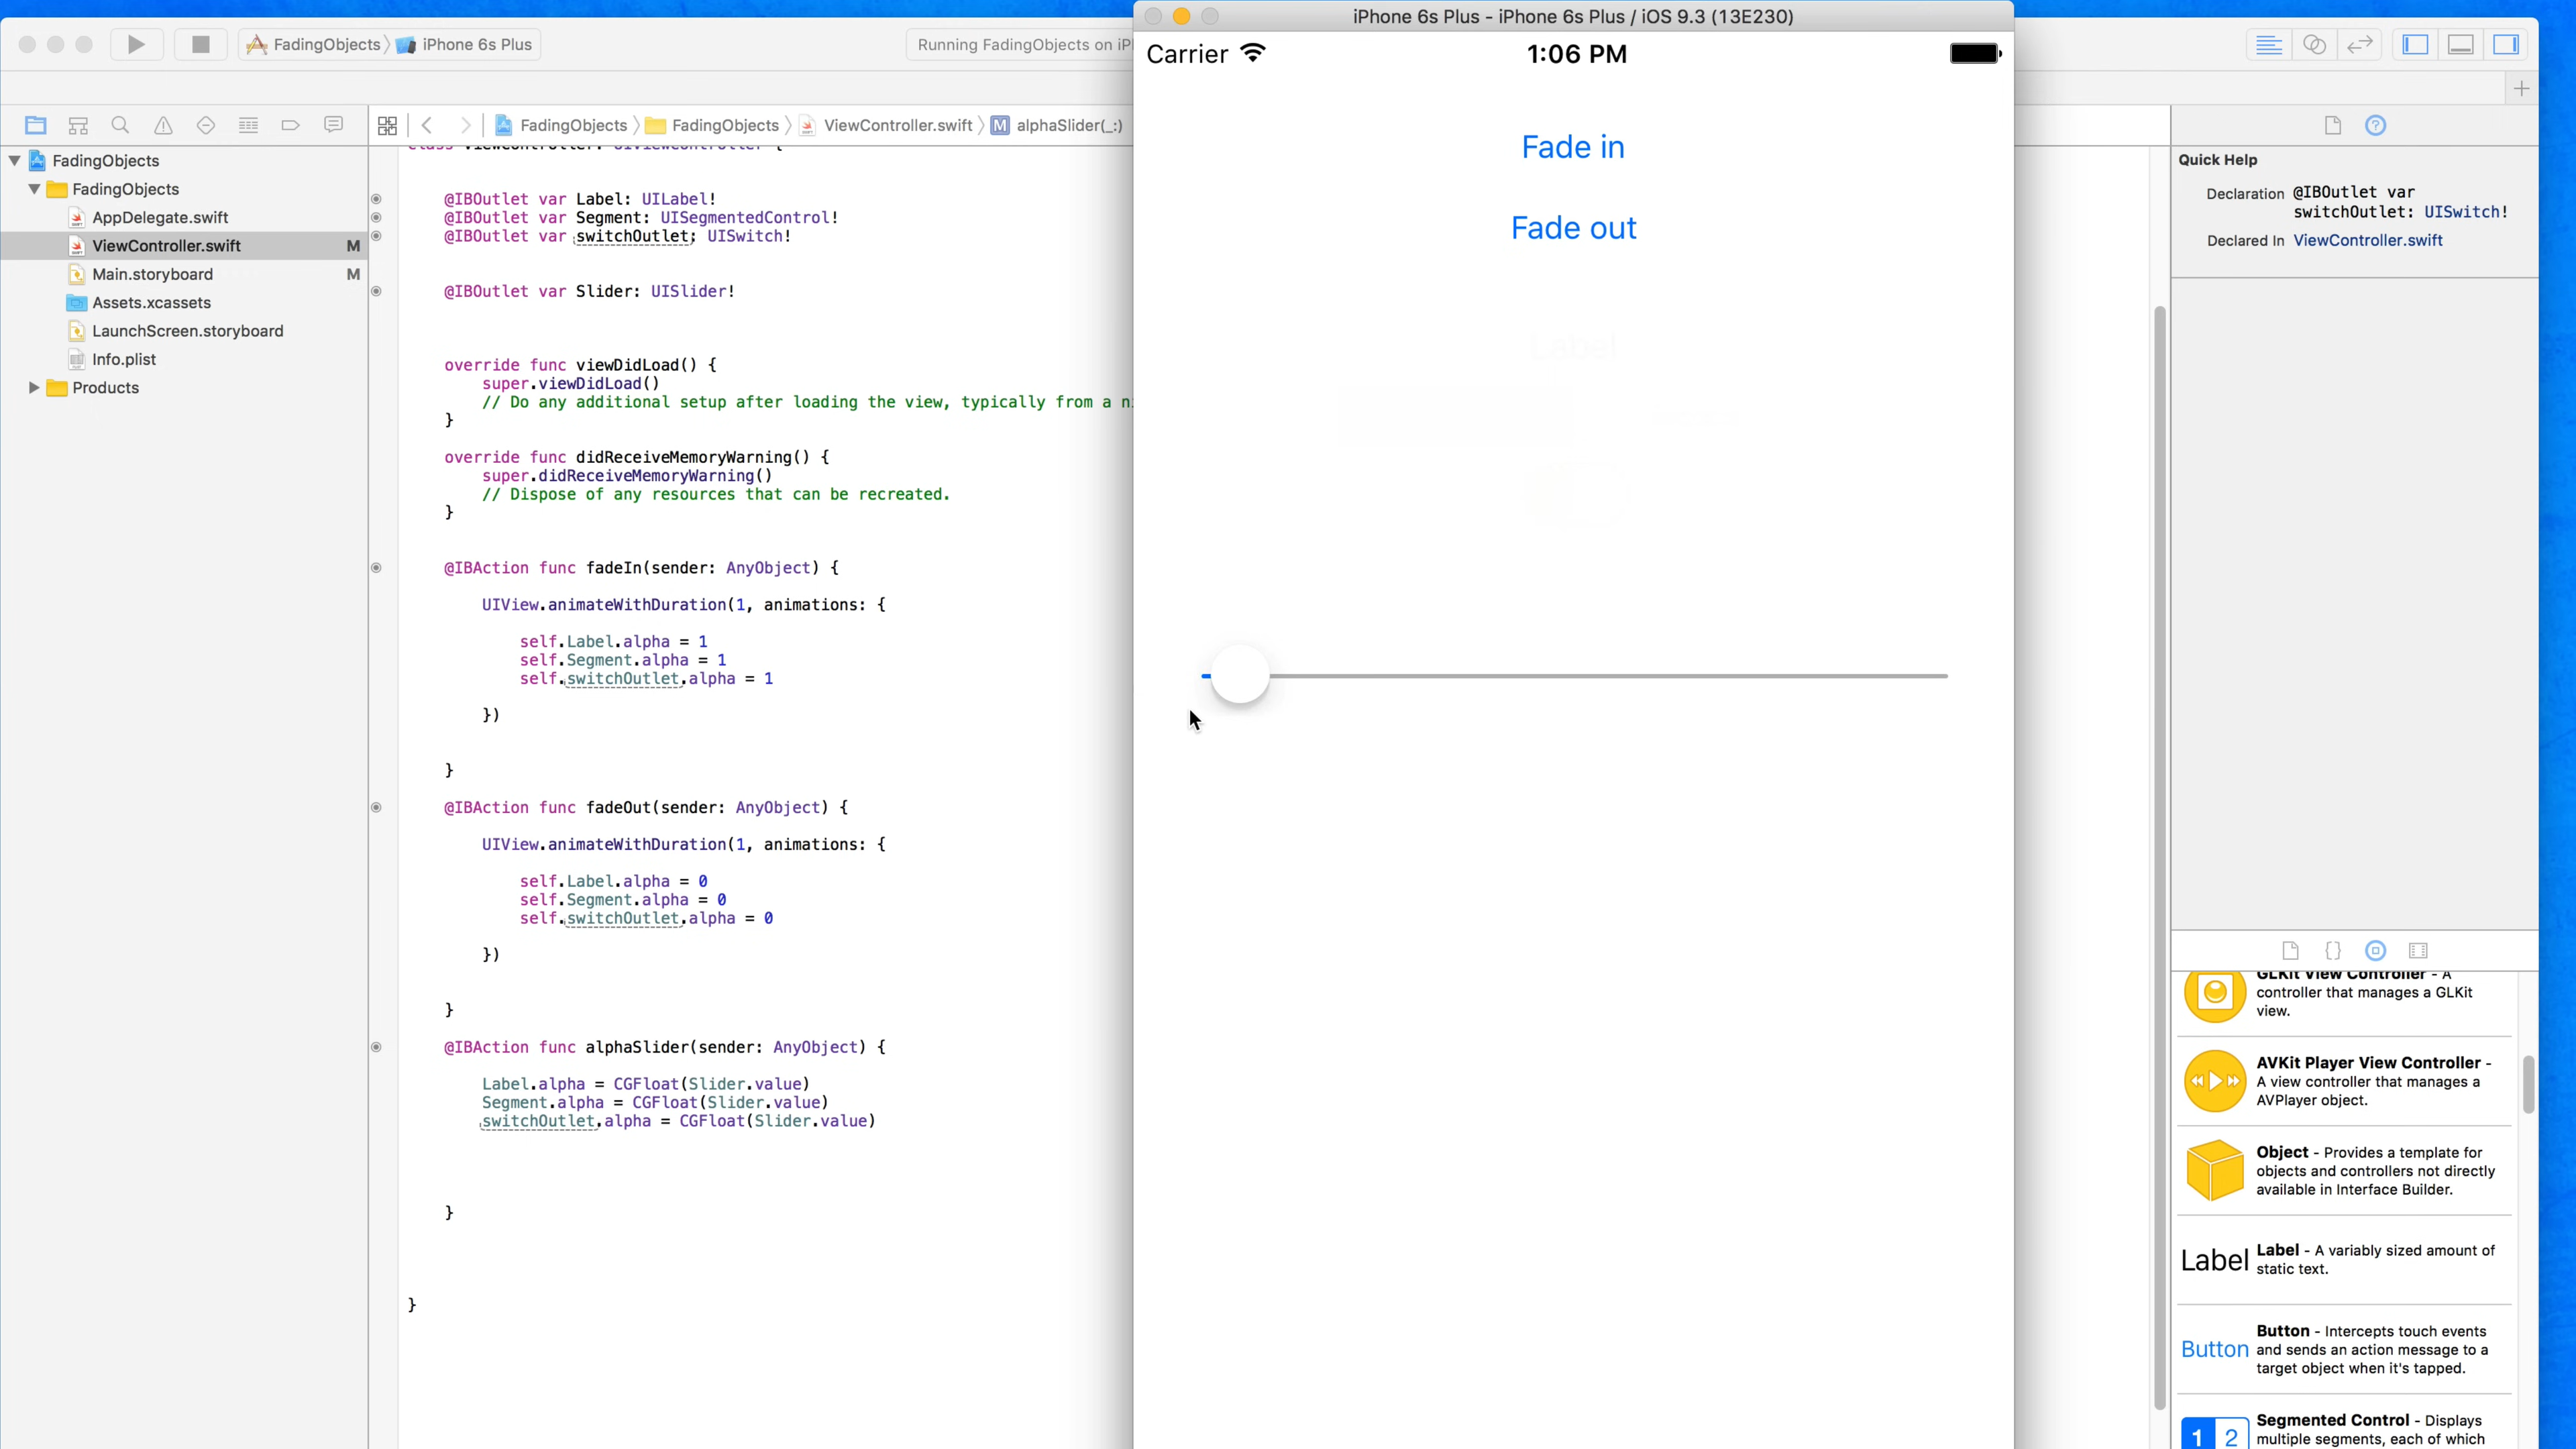 iPhone 6s Plus - iPhone 6s Plus / iOS 9.3 (13E230)
FadingObjects
iPhone 6s Plus
Running FadingObjects on iP
FadingObjects
FadingObjects
ViewController.swift
M
alphaSlider(_:)
FadingObjects
FadingObjects
AppDelegate.swift
ViewController.swift
M
Main.storyboard
M
Assets.xcassets
LaunchScreen.storyboard
Info.plist
Products
class ViewController: UIViewController {
@IBOutlet var Label: UILabel!
@IBOutlet var Segment: UISegmentedControl!
@IBOutlet var switchOutlet: UISwitch!
@IBOutlet var Slider: UISlider!
override func viewDidLoad() {
super.viewDidLoad()
// Do any additional setup after loading the view, typically from a n
}
override func didReceiveMemoryWarning() {
super.didReceiveMemoryWarning()
// Dispose of any resources that can be recreated.
}
@IBAction func fadeIn(sender: AnyObject) {
UIView.animateWithDuration(1, animations: {
self.Label.alpha = 1
self.Segment.alpha = 1
self.switchOutlet.alpha = 1
})
}
@IBAction func fadeOut(sender: AnyObject) {
UIView.animateWithDuration(1, animations: {
self.Label.alpha = 0
self.Segment.alpha = 0
self.switchOutlet.alpha = 0
})
}
@IBAction func alphaSlider(sender: AnyObject) {
Label.alpha = CGFloat(Slider.value)
Segment.alpha = CGFloat(Slider.value)
switchOutlet.alpha = CGFloat(Slider.value)
}
}
Carrier
1:06 PM
Fade in
Fade out
Label
Quick Help
Declaration @IBOutlet var
switchOutlet: UISwitch!
Declared In ViewController.swift
GLKit View Controller - A
controller that manages a GLKit
view.
AVKit Player View Controller -
A view controller that manages a
AVPlayer object.
Object - Provides a template for
objects and controllers not directly
available in Interface Builder.
Label
Label - A variably sized amount of
static text.
Button
Button - Intercepts touch events
and sends an action message to a
target object when it's tapped.
1 2
Segmented Control - Displays
multiple segments, each of which